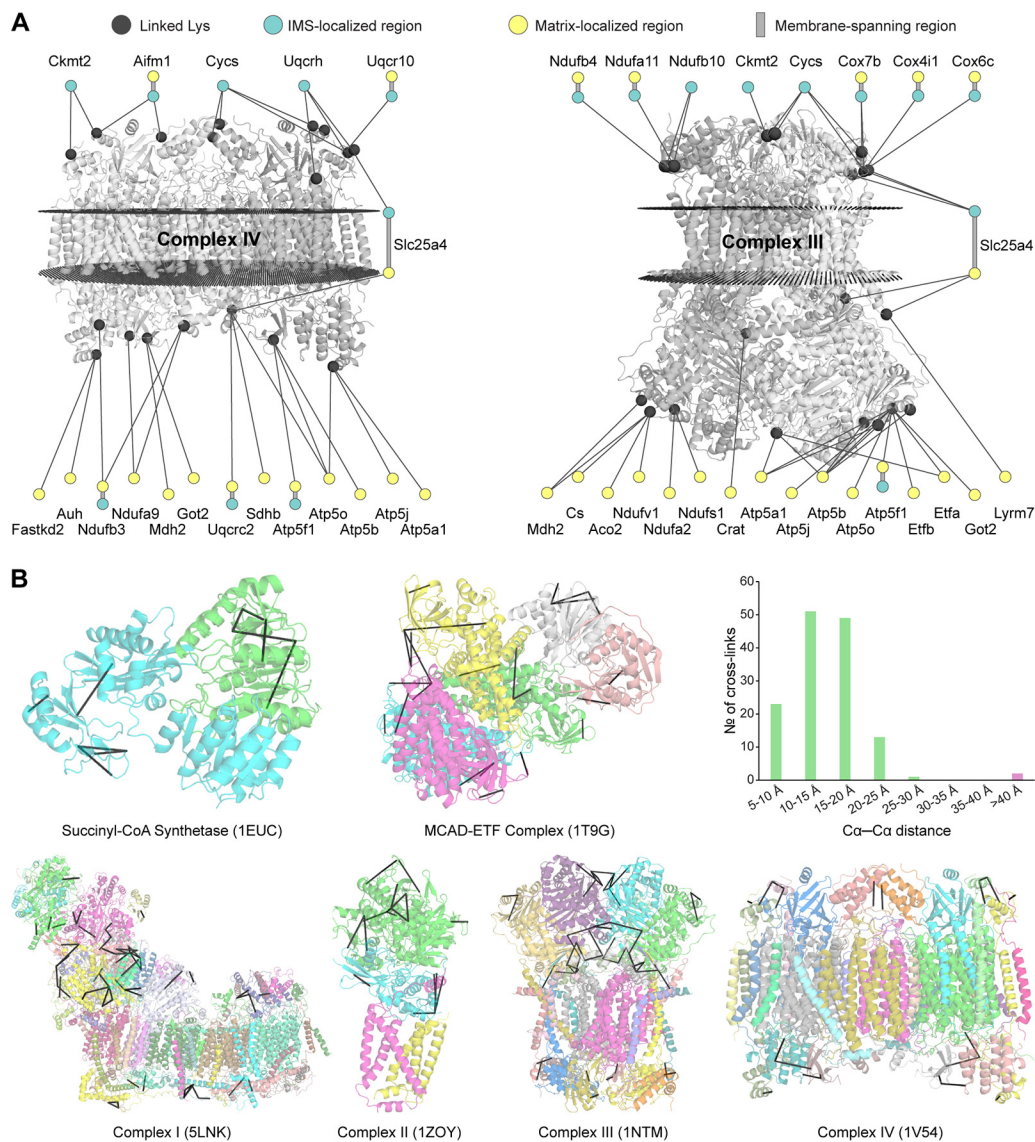 A
Linked Lys
IMS-localized region
Matrix-localized region
Membrane-spanning region
Ckmt2 Aifm1 Cycs Uqcrh Uqcr10
Complex IV
Slc25a4
Auh Ndufa9 Got2 Sdhb Atp5o Atp5j
Fastkd2 Ndufb3 Mdh2 Uqcrc2 Atp5f1 Atp5b Atp5a1
Ndufb4 Ndufa11 Ndufb10 Ckmt2 Cycs Cox7b Cox4i1 Cox6c
Complex III
Slc25a4
Cs Ndufv1 Ndufs1 Atp5a1 Atp5b Atp5f1 Etfa Lyrm7
Mdh2 Aco2 Ndufa2 Crat Atp5j Atp5o Etfb Got2
B
Succinyl-CoA Synthetase (1EUC)
MCAD-ETF Complex (1T9G)
№ of cross-links
60
50
40
30
20
10
0
5-10 Å
10-15 Å
15-20 Å
20-25 Å
25-30 Å
30-35 Å
35-40 Å
>40 Å
Cα—Cα distance
Complex I (5LNK)
Complex II (1ZOY)
Complex III (1NTM)
Complex IV (1V54)